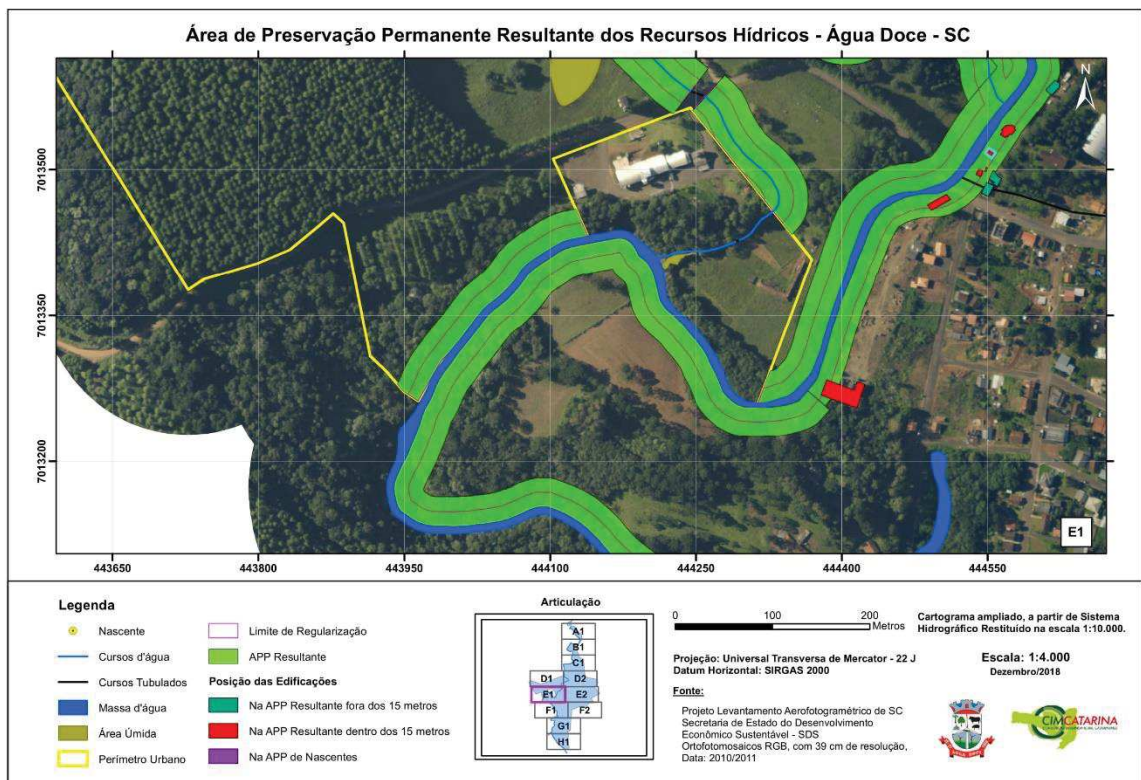 Área de Preservação Permanente Resultante dos Recursos Hídricos - Água Doce - SC
N
7013500
7013350
7013200
E1
443650
443800
443950
444100
444250
444400
444550
Legenda
Nascente
Cursos d'água
Cursos Tubulados
Massa d'água
Área Úmida
Perímetro Urbano
Limite de Regularização
APP Resultante
Posição das Edificações
Na APP Resultante fora dos 15 metros
Na APP Resultante dentro dos 15 metros
Na APP de Nascentes
Articulação
A1
B1
C1
D1
D2
E1
E2
F1
F2
G1
H1
0
100
200
Metros
Projeção: Universal Transversa de Mercator - 22 J
Datum Horizontal: SIRGAS 2000
Fonte:
Projeto Levantamento Aerofotogramétrico de SC
Secretaria de Estado do Desenvolvimento
Econômico Sustentável - SDS
Ortofotomosaicos RGB, com 39 cm de resolução,
Data: 2010/2011
Cartograma ampliado, a partir de Sistema
Hidrográfico Restituído na escala 1:10.000.
Escala: 1:4.000
Dezembro/2018
CIMCATARINA